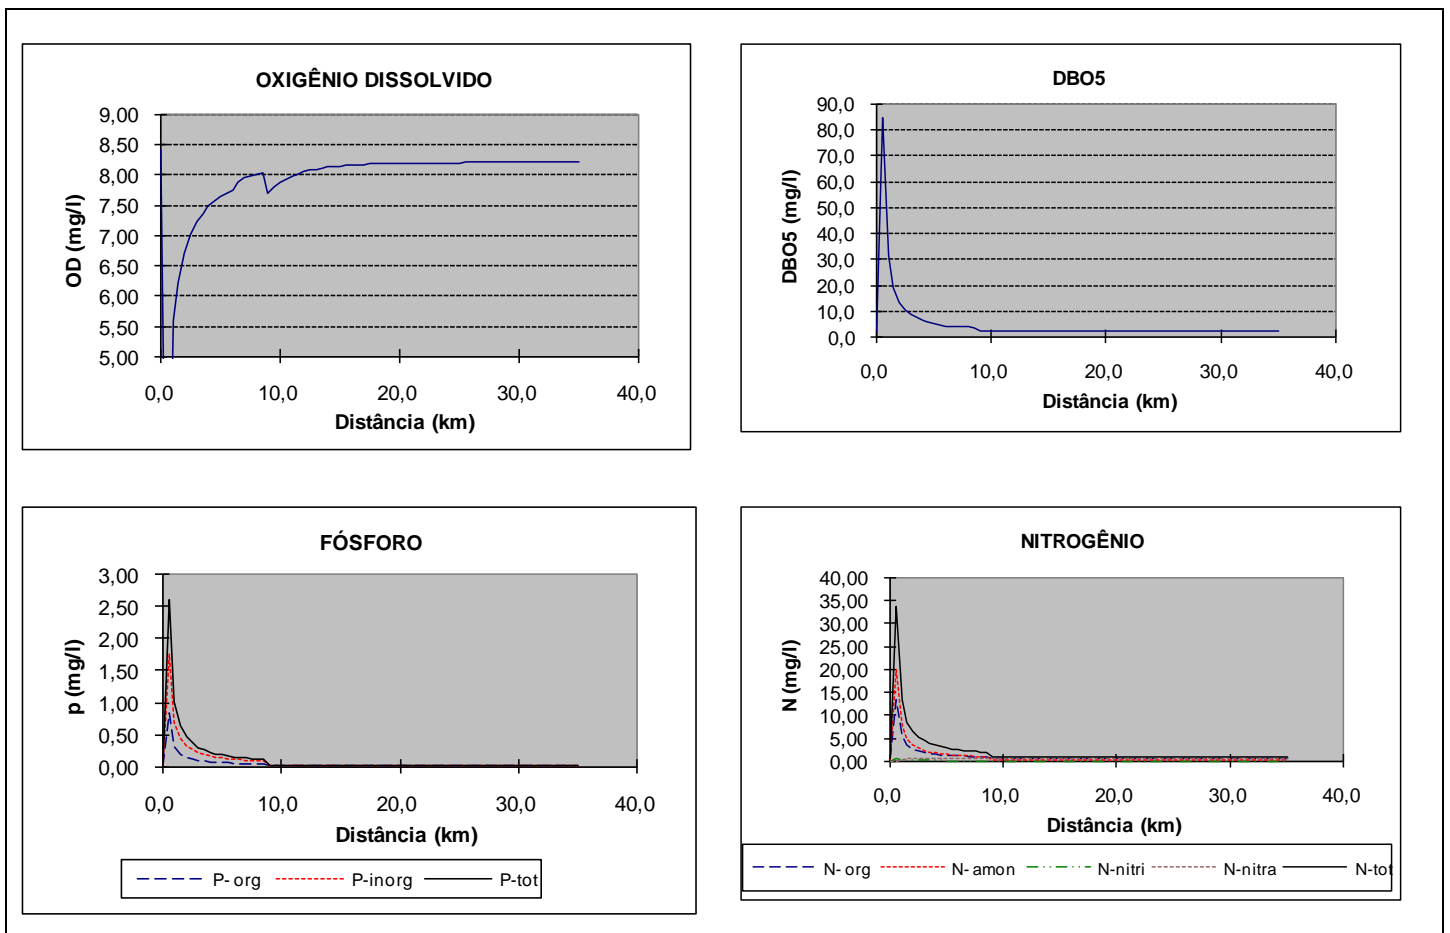 OXIGÊNIO DISSOLVIDO
OD (mg/l)
9,00
8,50
8,00
7,50
7,00
6,50
6,00
5,50
5,00
0,0 10,0 20,0 30,0 40,0
Distância (km)
DBO5
DBO5 (mg/l)
90,0
80,0
70,0
60,0
50,0
40,0
30,0
20,0
10,0
0,0
0,0 10,0 20,0 30,0 40,0
Distância (km)
FÓSFORO
p (mg/l)
3,00
2,50
2,00
1,50
1,00
0,50
0,00
0,0 10,0 20,0 30,0 40,0
Distância (km)
P-org P-inorg P-tot
NITROGÊNIO
N (mg/l)
40,00
35,00
30,00
25,00
20,00
15,00
10,00
5,00
0,00
0,0 10,0 20,0 30,0 40,0
Distância (km)
N-org N-amon N-nitri N-nitra N-tot